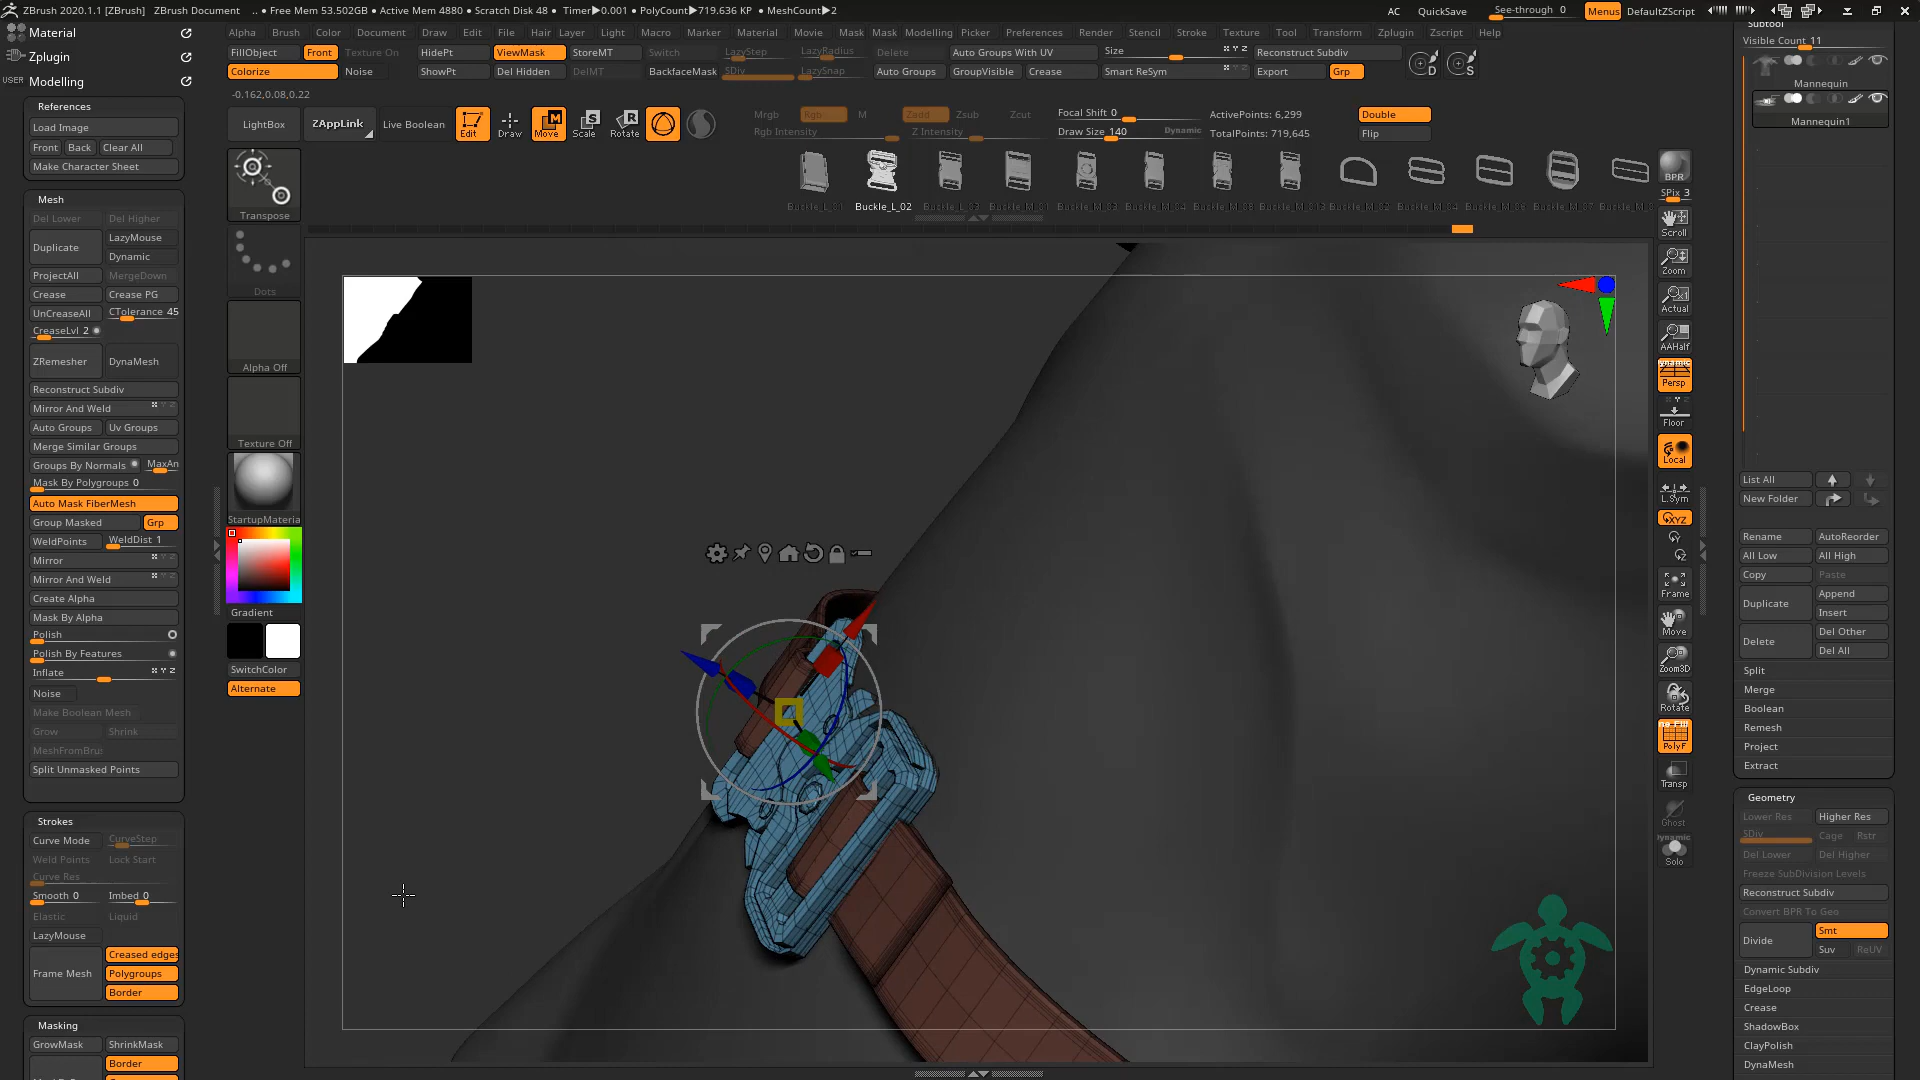 ZBrush 2020.1.1 [ZBrush] ZBrush Document .. • Free Mem 53.502GB • Active Mem 4880 • Scratch Disk 48 • Timer▶0.001 • PolyCount▶719.636 KP • MeshCount▶2 AC QuickSave See-through 0 Menus DefaultZScript
Alpha Brush Color Document Draw Edit File Hair Layer Light Macro Marker Material Movie Mask Mask Modelling Picker Preferences Render Stencil Stroke Texture Tool Transform Zplugin Zscript Help
Material
Zplugin
USER Modelling
References
Load Image
Front Back Clear All
Make Character Sheet
Mesh
Del Lower Del Higher
Duplicate LazyMouse
Dynamic
ProjectAll MergeDown
Crease Crease PG
UnCreaseAll CTolerance 45
CreaseLvl 2
ZRemesher DynaMesh
Reconstruct Subdiv
Mirror And Weld
Auto Groups Uv Groups
Merge Similar Groups
Groups By Normals MaxAn
Mask By Polygroups 0
Auto Mask FiberMesh
Group Masked Grp
WeldPoints WeldDist 1
Mirror
Mirror And Weld
Create Alpha
Mask By Alpha
Polish
Polish By Features
Inflate
Noise
Make Boolean Mesh
Grow Shrink
MeshFromBru
Split Unmasked Points
Strokes
Curve Mode CurveStep
Weld Points Lock Start
Curve Res
Smooth 0 Imbed 0
Elastic Liquid
LazyMouse
Frame Mesh Creased edges
Polygroups
Border
Masking
GrowMask ShrinkMask
Border
FillObject Front Texture On HidePt ViewMask StoreMT Switch LazyStep LazyRadius Delete Auto Groups With UV Size Reconstruct Subdiv
Colorize Noise ShowPt Del Hidden DelMT BackfaceMask SDiv LazySnap Auto Groups GroupVisible Crease Smart ReSym Export Grp
-0.162,0.08,0.22
LightBox ZAppLink Live Boolean Edit Draw Move Scale Rotate
Mrgb Rgb M Zadd Zsub Zcut Focal Shift 0 ActivePoints: 6,299 Double
Rgb Intensity Z Intensity Draw Size 140 Dynamic TotalPoints: 719,645 Flip
Buckle_L_02
Transpose
Dots
Alpha Off
Texture Off
StartupMateria
Gradient
SwitchColor
Alternate
BPR
SPix 3
Scroll
Zoom
Actual
AAHalf
Dynamic
Persp
Floor
Local
L.Sym
XYZ
Frame
Move
Zoom3D
Rotate
PolyF
Transp
Ghost
Dynamic
Solo
Subtool
Visible Count 11
Mannequin
Mannequin1
List All
New Folder
Rename AutoReorder
All Low All High
Copy Paste
Duplicate Append
Insert
Delete Del Other
Del All
Split
Merge
Boolean
Remesh
Project
Extract
Geometry
Lower Res Higher Res
SDiv Cage Rstr
Del Lower Del Higher
Freeze SubDivision Levels
Reconstruct Subdiv
Convert BPR To Geo
Divide Smt
Suv ReUV
Dynamic Subdiv
EdgeLoop
Crease
ShadowBox
ClayPolish
DynaMesh